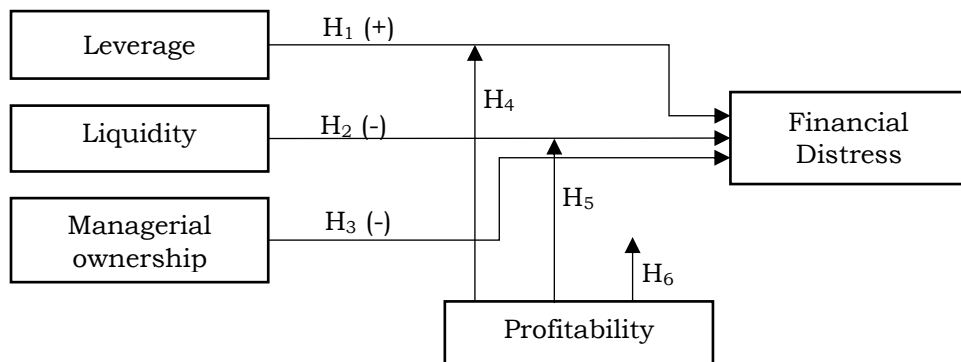 Leverage
H₁ (+)
H₄
Liquidity
H₂ (-)
Financial
Distress
H₅
Managerial
ownership
H₃ (-)
H₆
Profitability